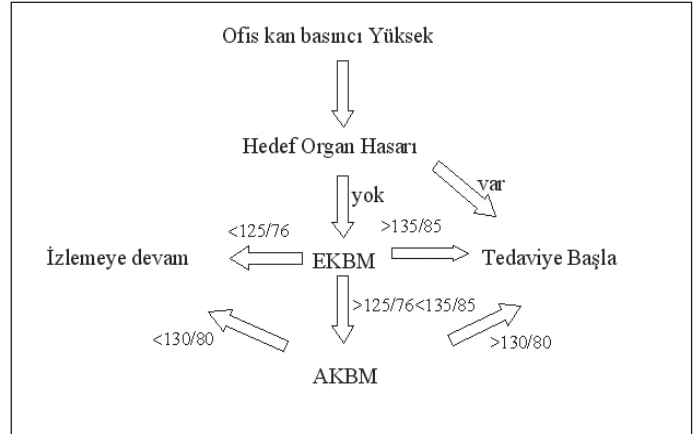 Ofis kan basıncı Yüksek
Hedef Organ Hasarı
var
yok
<125/76
>135/85
İzlemeye devam
EKBM
Tedaviye Başla
>125/76<135/85
<130/80
>130/80
AKBM